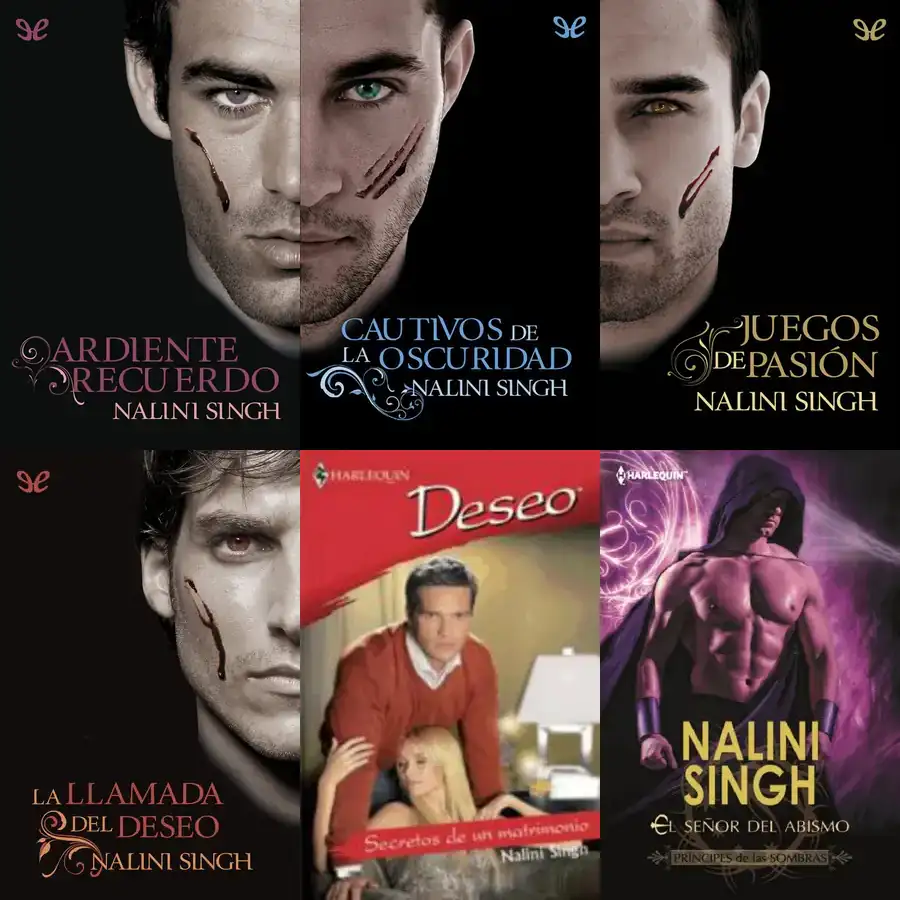 ARDIENTE
RECUERDO
NALINI SINGH
CAUTIVOS DE
LA OSCURIDAD
NALINI SINGH
JUEGOS
DE PASIÓN
NALINI SINGH
LA LLAMADA
DEL DESEO
NALINI SINGH
HARLEQUIN
Deseo
Secretos de un matrimonio
Nalini Singh
HARLEQUIN™
NALINI
SINGH
EL SEÑOR DEL ABISMO
PRÍNCIPES de las SOMBRAS